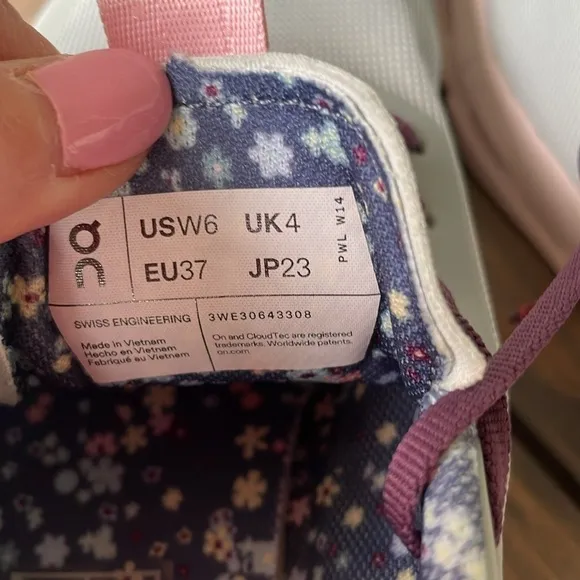 On
USW6 UK4
EU37 JP23
PWL W14
SWISS ENGINEERING
Made in Vietnam
Hecho en Vietnam
Fabriqué au Vietnam
3WE30643308
On and CloudTec are registered
trademarks. Worldwide patents.
on.com